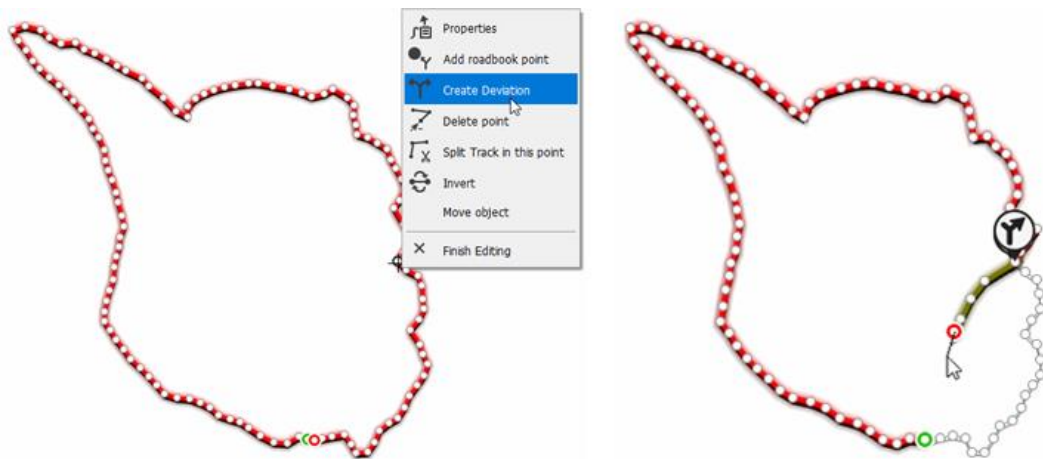 Properties
Add roadbook point
Create Deviation
Delete point
Split Track in this point
Invert
Move object
Finish Editing